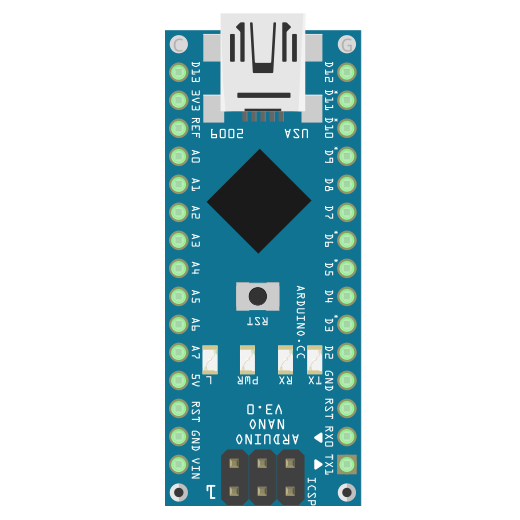 C
G
D13
3V3
REF
A0
A1
A2
A3
A4
A5
A6
A7
5V
RST
GND
VIN
D12
D11*
D10*
D9*
D8
D7
D6*
D5*
D4
D3*
D2
GND
RST
RX0
TX1
USA 2009
RST
ARDUINO.CC
TX RX PWR L
ARDUINO
NANO
V3.0
ICSP
1